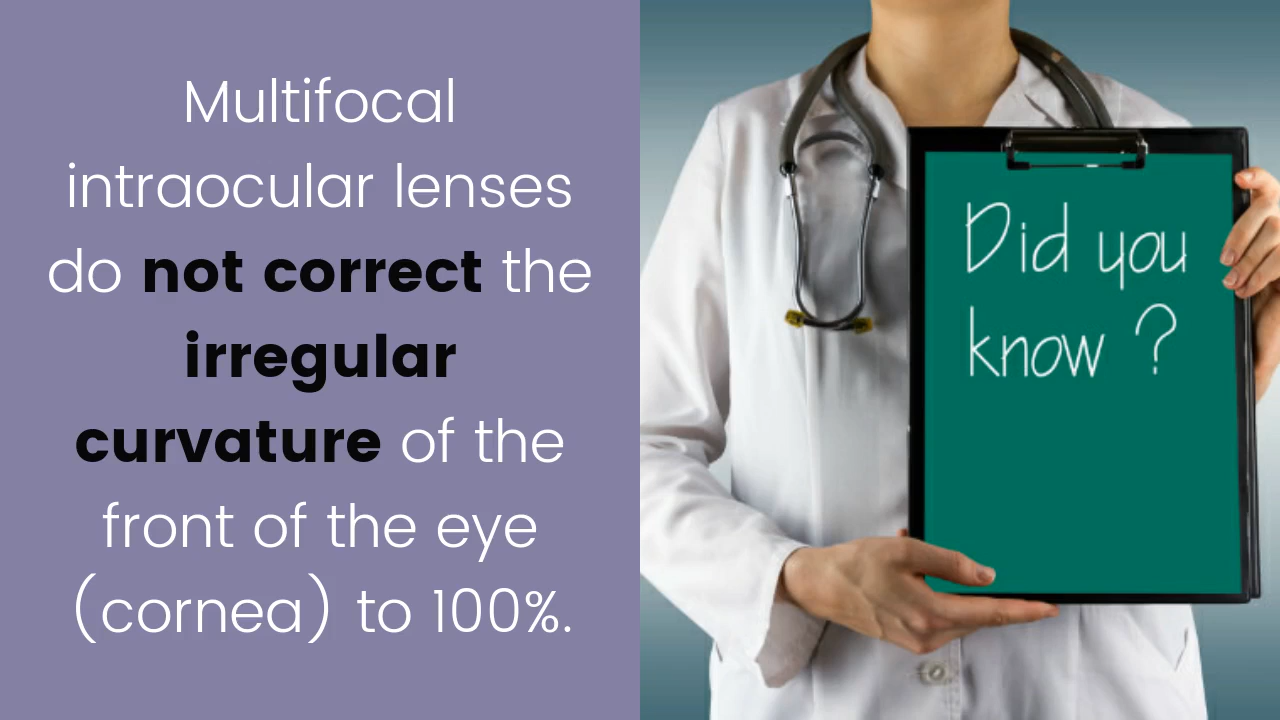 Multifocal
intraocular lenses
do not correct the
irregular
curvature of the
front of the eye
(cornea) to 100%.
Did you
know ?